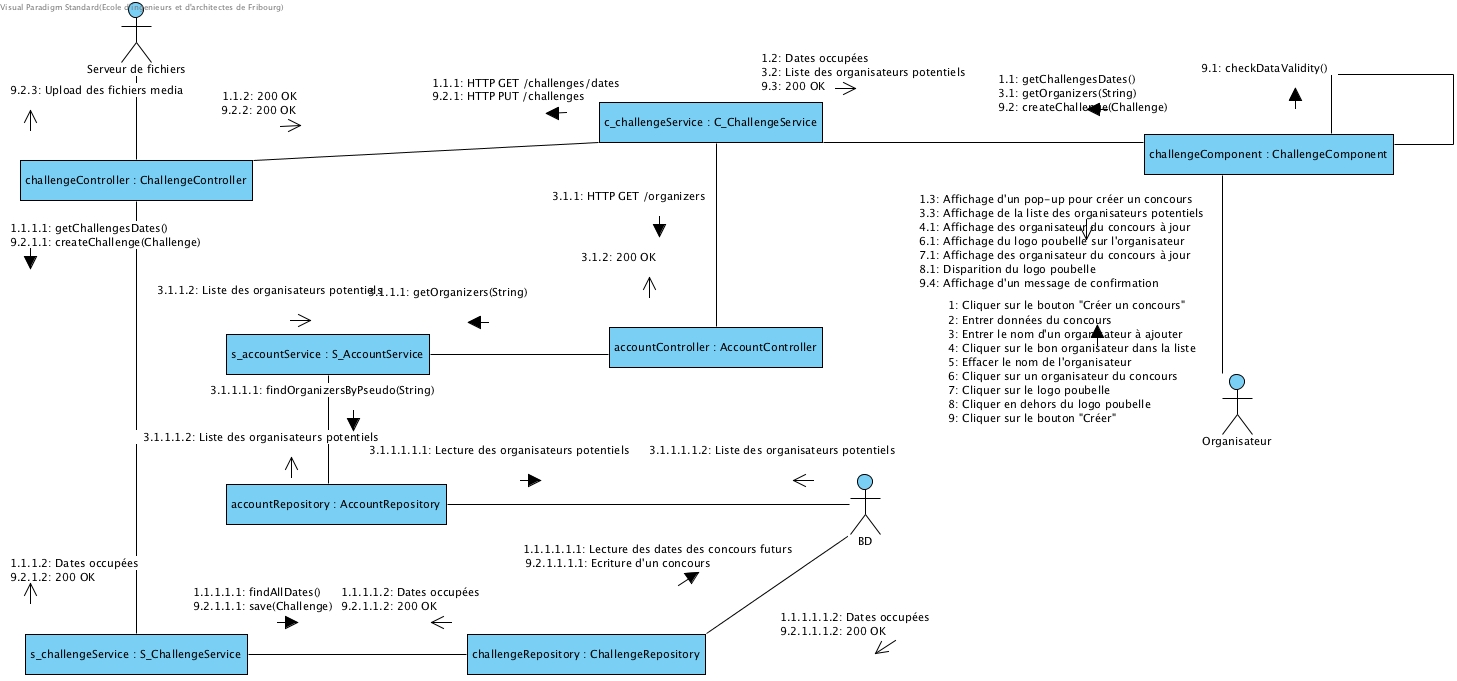 Visual Paradigm Standard(Ecole d'ingenieurs et d'architectes de Fribourg)
Serveur de fichiers
9.2.3: Upload des fichiers media
1.1.2: 200 OK
9.2.2: 200 OK
1.1.1: HTTP GET /challenges/dates
9.2.1: HTTP PUT /challenges
1.2: Dates occupées
3.2: Liste des organisateurs potentiels
9.3: 200 OK
1.1: getChallengesDates()
3.1: getOrganizers(String)
9.2: createChallenge(Challenge)
9.1: checkDataValidity()
c_challengeService : C_ChallengeService
challengeComponent : ChallengeComponent
challengeController : ChallengeController
1.1.1.1: getChallengesDates()
9.2.1.1: createChallenge(Challenge)
3.1.1: HTTP GET /organizers
3.1.2: 200 OK
1.3: Affichage d'un pop-up pour créer un concours
3.3: Affichage de la liste des organisateurs potentiels
4.1: Affichage des organisateur du concours à jour
6.1: Affichage du logo poubelle sur l'organisateur
7.1: Affichage des organisateur du concours à jour
8.1: Disparition du logo poubelle
9.4: Affichage d'un message de confirmation
1: Cliquer sur le bouton "Créer un concours"
2: Entrer données du concours
3: Entrer le nom d'un organisateur à ajouter
4: Cliquer sur le bon organisateur dans la liste
5: Effacer le nom de l'organisateur
6: Cliquer sur un organisateur du concours
7: Cliquer sur le logo poubelle
8: Cliquer en dehors du logo poubelle
9: Cliquer sur le bouton "Créer"
Organisateur
3.1.1.2: Liste des organisateurs potentiels
3.1.1.1: getOrganizers(String)
s_accountService : S_AccountService
accountController : AccountController
3.1.1.1.1: findOrganizersByPseudo(String)
3.1.1.1.2: Liste des organisateurs potentiels
3.1.1.1.1.1: Lecture des organisateurs potentiels
3.1.1.1.1.2: Liste des organisateurs potentiels
accountRepository : AccountRepository
BD
1.1.1.1.1.1: Lecture des dates des concours futurs
9.2.1.1.1.1: Ecriture d'un concours
1.1.1.2: Dates occupées
9.2.1.2: 200 OK
1.1.1.1.1: findAllDates()
9.2.1.1.1: save(Challenge)
1.1.1.1.2: Dates occupées
9.2.1.1.2: 200 OK
1.1.1.1.1.2: Dates occupées
9.2.1.1.1.2: 200 OK
s_challengeService : S_ChallengeService
challengeRepository : ChallengeRepository